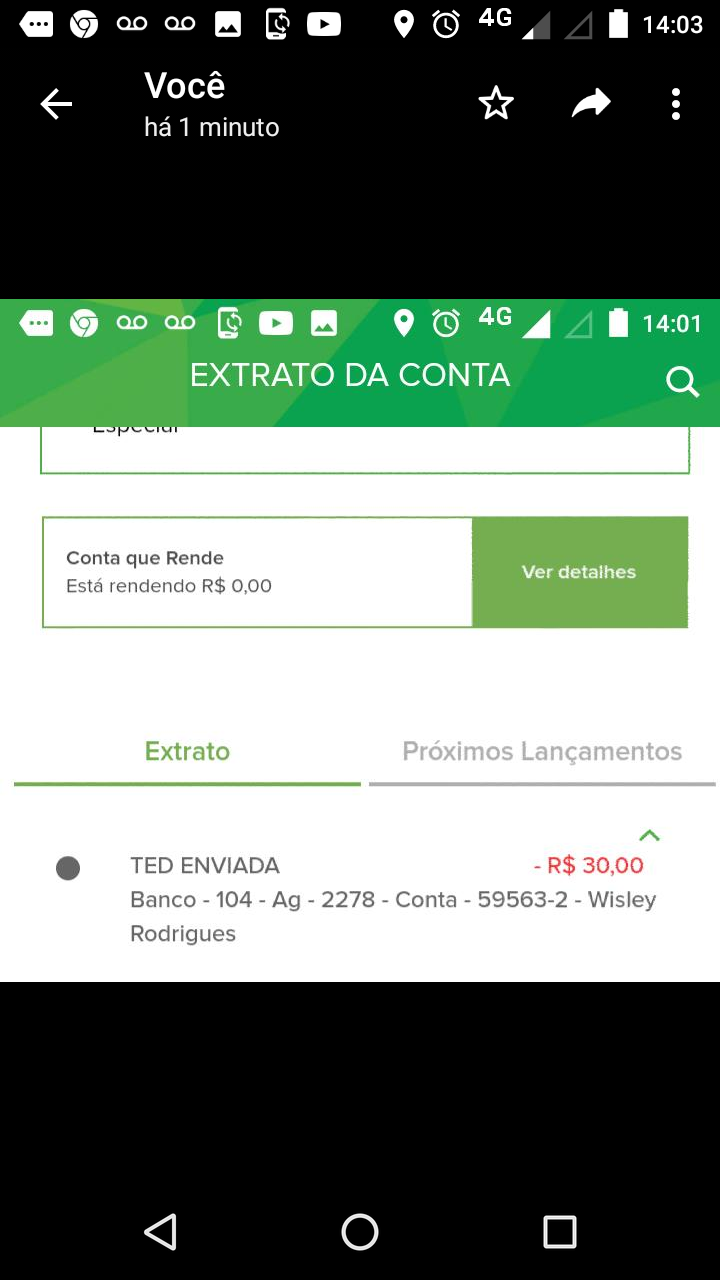 4G 14:03
Você
há 1 minuto
4G 14:01
EXTRATO DA CONTA
Especial
Conta que Rende
Está rendendo R$ 0,00
Ver detalhes
Extrato
Próximos Lançamentos
TED ENVIADA
- R$ 30,00
Banco - 104 - Ag - 2278 - Conta - 59563-2 - Wisley
Rodrigues